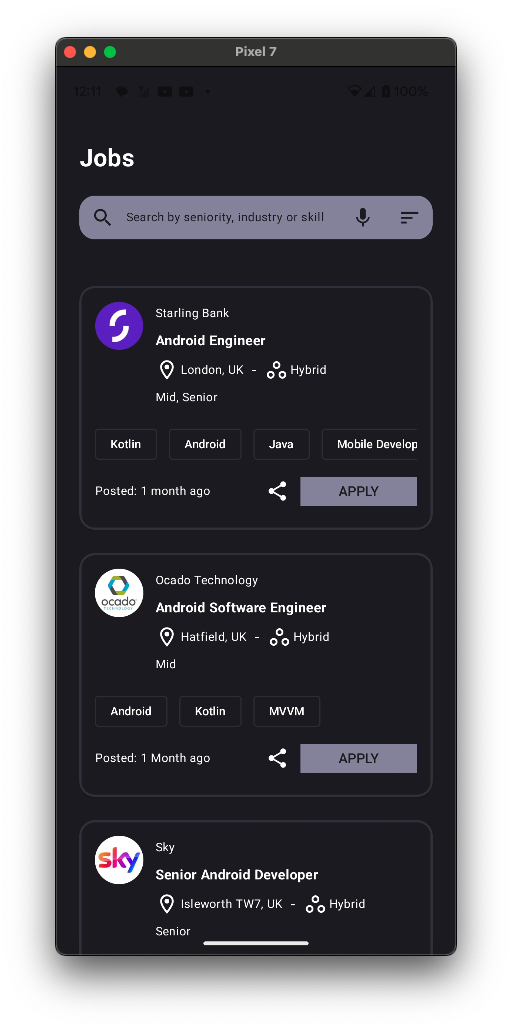 Pixel 7
12:11 100%
Jobs
Search by seniority, industry or skill
Starling Bank
Android Engineer
London, UK - Hybrid
Mid, Senior
Kotlin Android Java Mobile Develop
Posted: 1 month ago APPLY
ocado
TECHNOLOGY
Ocado Technology
Android Software Engineer
Hatfield, UK - Hybrid
Mid
Android Kotlin MVVM
Posted: 1 Month ago APPLY
sky
Sky
Senior Android Developer
Isleworth TW7, UK - Hybrid
Senior